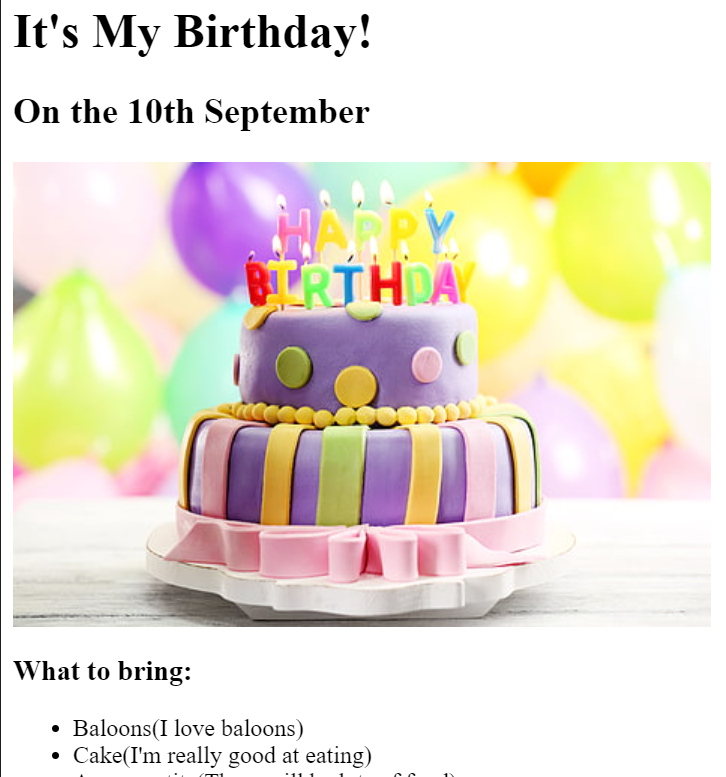 It's My Birthday!
On the 10th September
HAPPY
BIRTHDAY
What to bring:
Baloons(I love baloons)
Cake(I'm really good at eating)